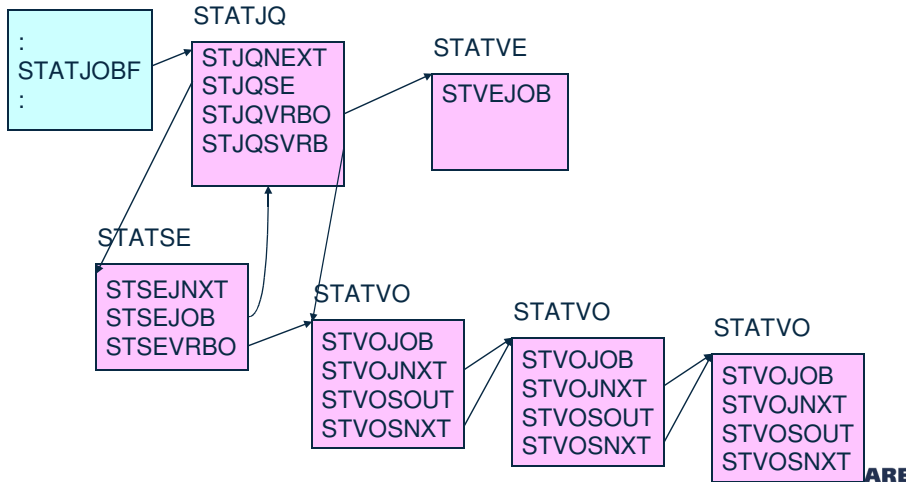 STATJQ
:
STATJOBF
:
STJQNEXT
STJQSE
STJQVRBO
STJQSVRB
STATVE
STVEJOB
STATSE
STSEJNXT
STSEJOB
STSEVRBO
STATVO
STVOJOB
STVOJNXT
STVOSOUT
STVOSNXT
STATVO
STVOJOB
STVOJNXT
STVOSOUT
STVOSNXT
STATVO
STVOJOB
STVOJNXT
STVOSOUT
STVOSNXT
ARE